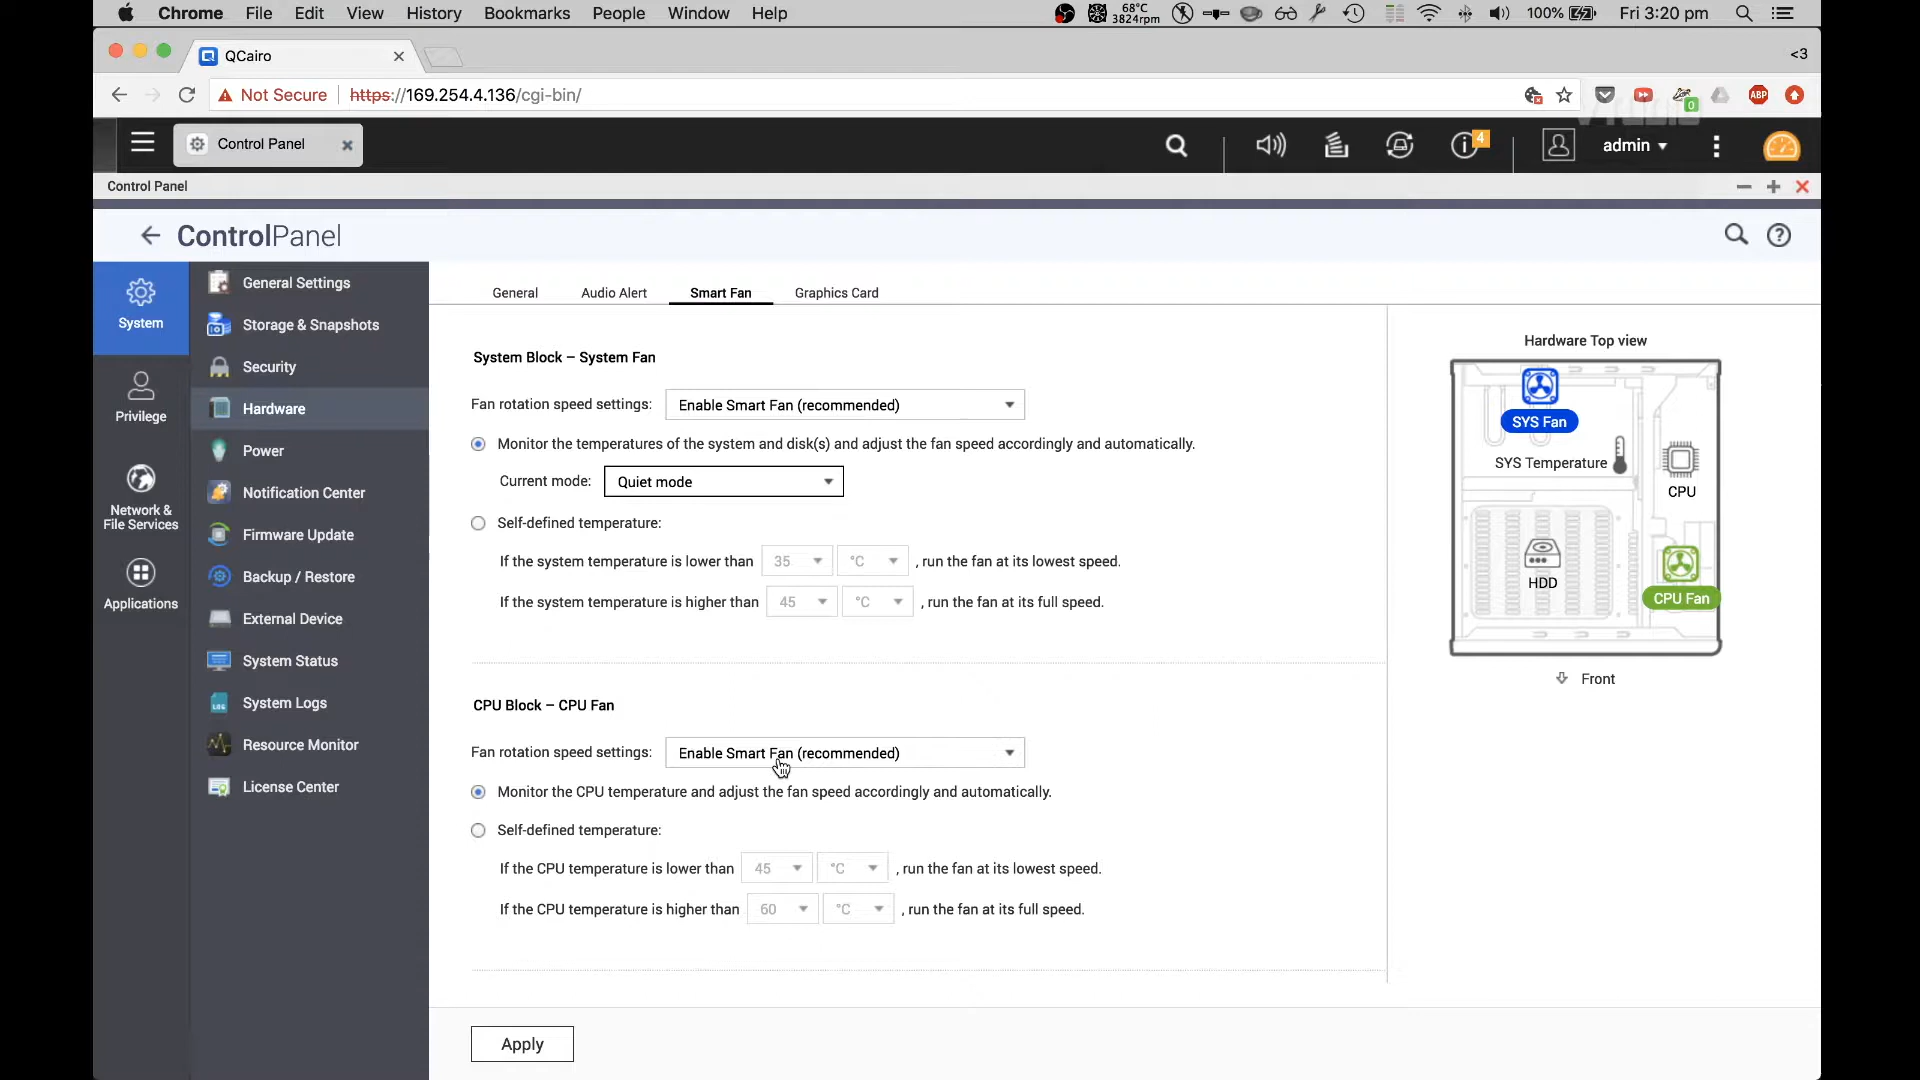 Chrome File Edit View History Bookmarks People Window Help 68°C 3824rpm 100% Fri 3:20 pm
QCairo <3
Not Secure https://169.254.4.136/cgi-bin/ 0 ABP
Control Panel 4 admin
Control Panel
ControlPanel
System
Privilege
Network &
File Services
Applications
General Settings
Storage & Snapshots
Security
Hardware
Power
Notification Center
Firmware Update
Backup / Restore
External Device
System Status
LOG System Logs
Resource Monitor
License Center
General Audio Alert Smart Fan Graphics Card
System Block – System Fan
Fan rotation speed settings: Enable Smart Fan (recommended)
Monitor the temperatures of the system and disk(s) and adjust the fan speed accordingly and automatically.
Current mode: Quiet mode
Self-defined temperature:
If the system temperature is lower than 35 °C , run the fan at its lowest speed.
If the system temperature is higher than 45 °C , run the fan at its full speed.
CPU Block – CPU Fan
Fan rotation speed settings: Enable Smart Fan (recommended)
Monitor the CPU temperature and adjust the fan speed accordingly and automatically.
Self-defined temperature:
If the CPU temperature is lower than 45 °C , run the fan at its lowest speed.
If the CPU temperature is higher than 60 °C , run the fan at its full speed.
Apply
Hardware Top view
SYS Fan
SYS Temperature
CPU
HDD
CPU Fan
Front